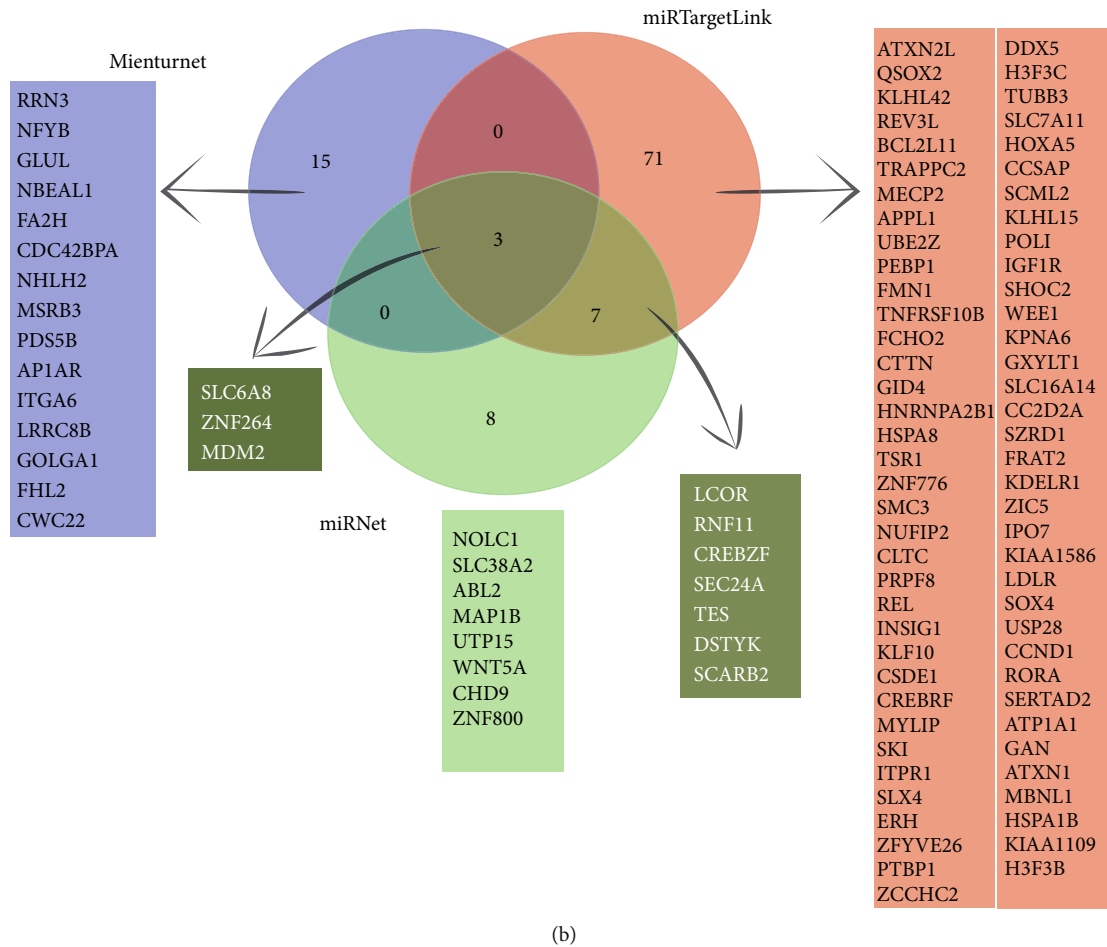 Mienturnet
miRTargetLink
RRN3
NFYB
GLUL
NBEAL1
FA2H
CDC42BPA
NHLH2
MSRB3
PDS5B
AP1AR
ITGA6
LRRC8B
GOLGA1
FHL2
CWC22
15
0
71
3
0
7
8
SLC6A8
ZNF264
MDM2
miRNet
NOLC1
SLC38A2
ABL2
MAP1B
UTP15
WNT5A
CHD9
ZNF800
LCOR
RNF11
CREBZF
SEC24A
TES
DSTYK
SCARB2
ATXN2L
QSOX2
KLHL42
REV3L
BCL2L11
TRAPPC2
MECP2
APPL1
UBE2Z
PEBP1
FMN1
TNFRSF10B
FCHO2
CTTN
GID4
HNRNPA2B1
HSPA8
TSR1
ZNF776
SMC3
NUFIP2
CLTC
PRPF8
REL
INSIG1
KLF10
CSDE1
CREBRF
MYLIP
SKI
ITPR1
SLX4
ERH
ZFYVE26
PTBP1
ZCCHC2
DDX5
H3F3C
TUBB3
SLC7A11
HOXA5
CCSAP
SCML2
KLHL15
POLI
IGF1R
SHOC2
WEE1
KPNA6
GXYLT1
SLC16A14
CC2D2A
SZRD1
FRAT2
KDELR1
ZIC5
IPO7
KIAA1586
LDLR
SOX4
USP28
CCND1
RORA
SERTAD2
ATP1A1
GAN
ATXN1
MBNL1
HSPA1B
KIAA1109
H3F3B
(b)